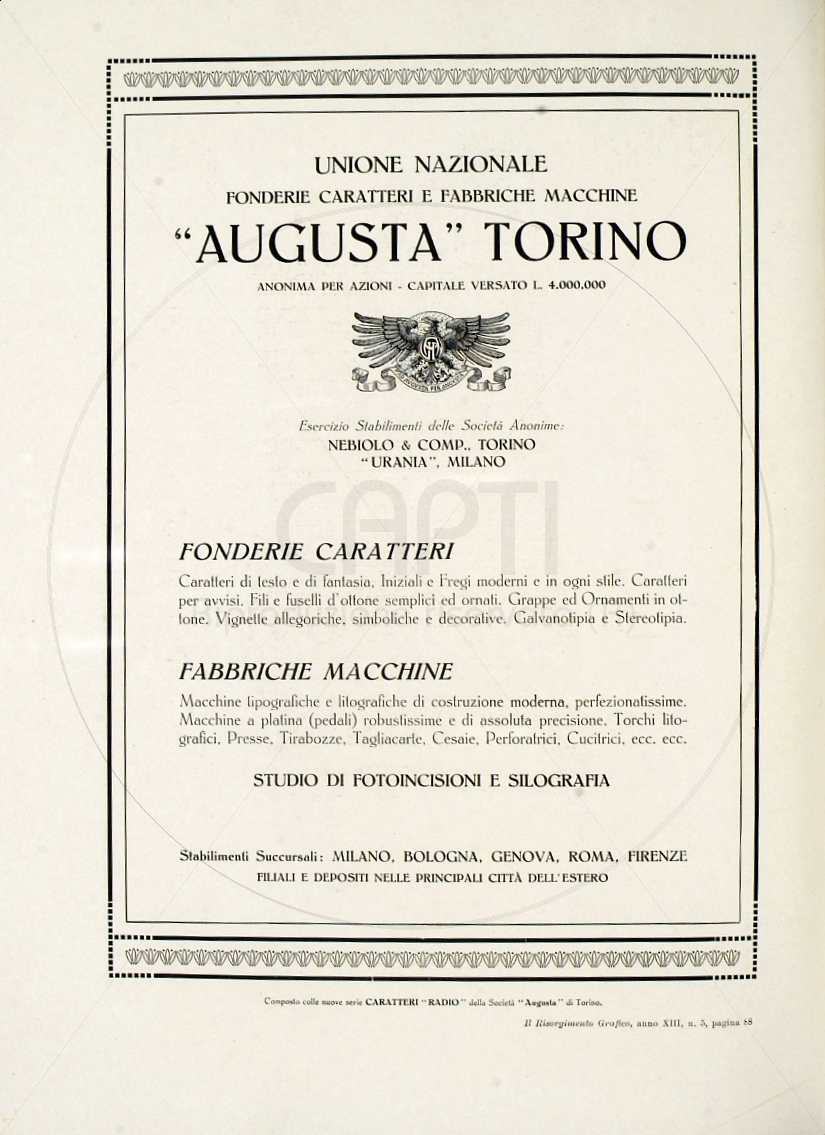 UNIONE NAZIONALE
FONDERIE CARATTERI E FABBRICHE MACCHINE
“AUGUSTA” TORINO
ANONIMA PER AZIONI - CAPITALE VERSATO L. 4.000.000
AUGUSTA PER ANGUSTA
Esercizio Stabilimenti delle Società Anonime:
NEBIOLO & COMP., TORINO
“URANIA”, MILANO
CAPTI
FONDERIE CARATTERI
Caratteri di testo e di fantasia, Iniziali e Fregi moderni e in ogni stile. Caratteri
per avvisi. Fili e fuselli d'ottone semplici ed ornati. Grappe ed Ornamenti in ot-
tone. Vignette allegoriche, simboliche e decorative. Galvanotipia e Stereotipia.
FABBRICHE MACCHINE
Macchine tipografiche e litografiche di costruzione moderna, perfezionatissime.
Macchine a platina (pedali) robustissime e di assoluta precisione. Torchi lito-
grafici, Presse, Tirabozze, Tagliacarte, Cesaie, Perforatrici, Cucitrici, ecc. ecc.
STUDIO DI FOTOINCISIONI E SILOGRAFIA
Stabilimenti Succursali: MILANO, BOLOGNA, GENOVA, ROMA, FIRENZE
FILIALI E DEPOSITI NELLE PRINCIPALI CITTÀ DELL'ESTERO
Composto colle nuove serie CARATTERI “RADIO” della Società “Augusta” di Torino.
Il Risorgimento Grafico, anno XIII, n. 5, pagina 88